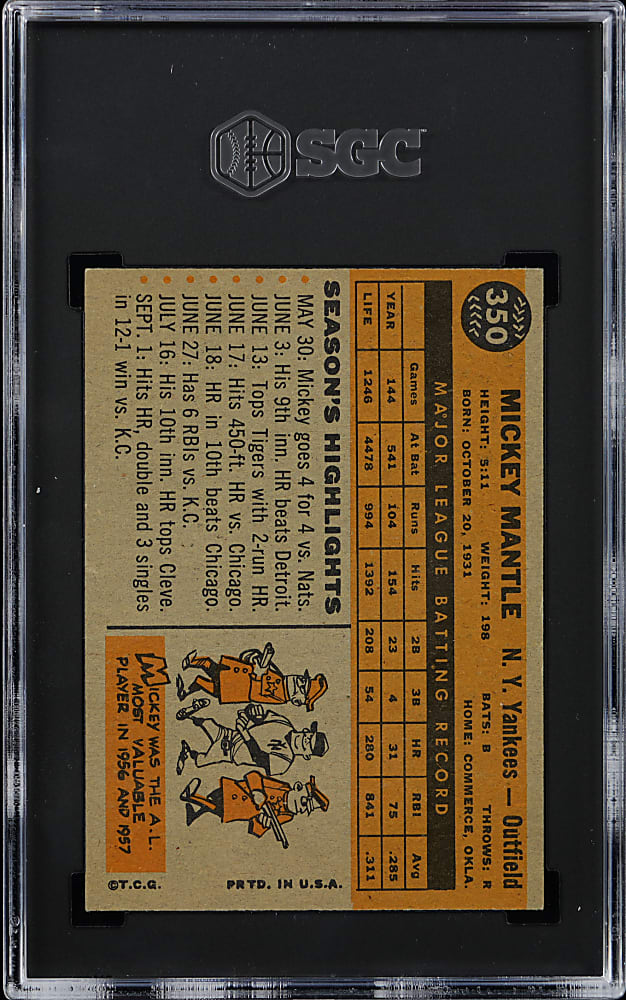 SGC
350
MICKEY MANTLE N. Y. Yankees — Outfield
HEIGHT: 5:11 WEIGHT: 198 BATS: B THROWS: R
BORN: OCTOBER 20, 1931 HOME: COMMERCE, OKLA.
MAJOR LEAGUE BATTING RECORD
Games At Bat Runs Hits 2B 3B HR RBI Avg
YEAR 144 541 104 154 23 4 31 75 .285
LIFE 1246 4478 994 1392 208 54 280 841 .311
SEASON'S HIGHLIGHTS
• MAY 30: Mickey goes 4 for 4 vs. Nats.
• JUNE 3: His 9th inn. HR beats Detroit.
• JUNE 13: Tops Tigers with 2-run HR.
• JUNE 17: Hits 450-ft. HR vs. Chicago.
• JUNE 18: HR in 10th beats Chicago.
• JUNE 27: Has 6 RBIs vs. K.C.
• JULY 16: His 10th inn. HR tops Cleve.
• SEPT. 1: Hits HR, double and 3 singles
in 12-1 win vs. K.C.
N
MICKEY WAS THE A.L.
MOST VALUABLE
PLAYER IN 1956 AND 1957
©T.C.G. PRTD. IN U.S.A.